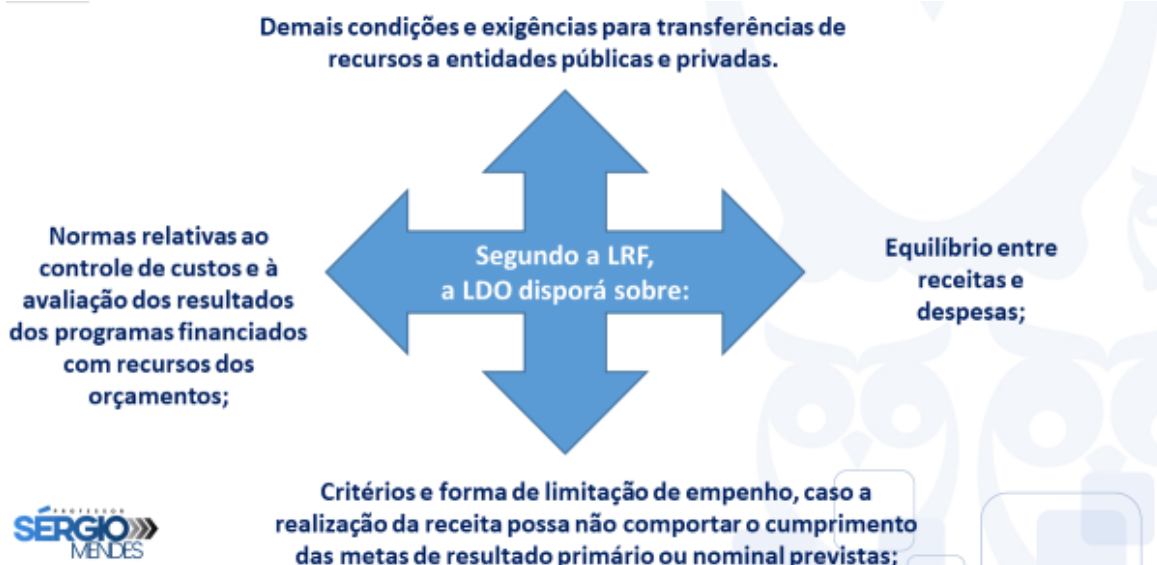 Demais condições e exigências para transferências de
recursos a entidades públicas e privadas.
Normas relativas ao
controle de custos e à
avaliação dos resultados
dos programas financiados
com recursos dos
orçamentos;
Segundo a LRF,
a LDO disporá sobre:
Equilíbrio entre
receitas e
despesas;
Critérios e forma de limitação de empenho, caso a
realização da receita possa não comportar o cumprimento
das metas de resultado primário ou nominal previstas;
PROFESSOR
SÉRGIO
MENDES